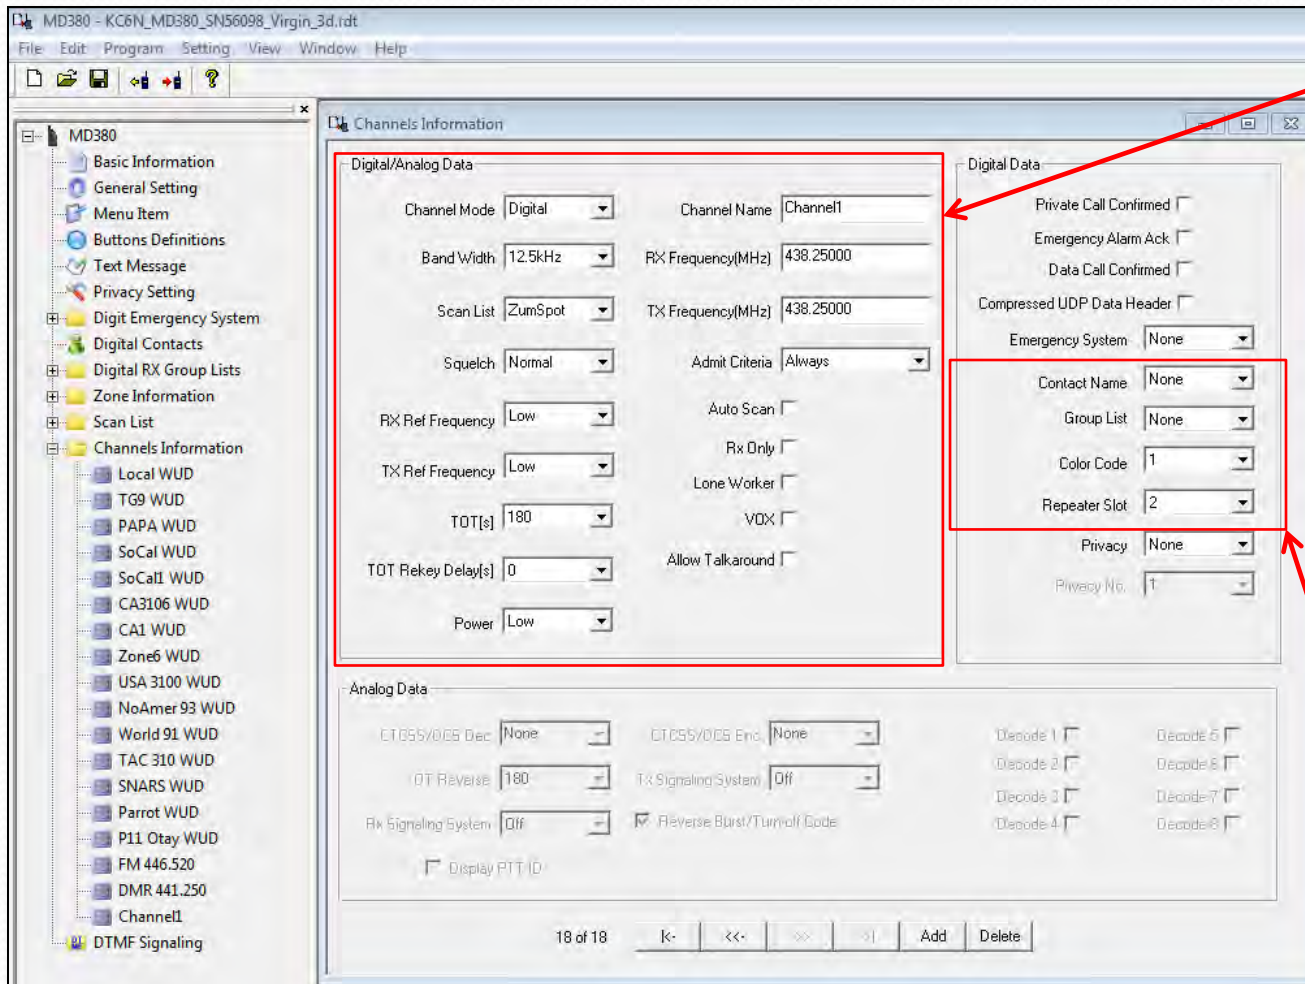 MD380 - KC6N_MD380_SN56098_Virgin_3d.rdt
File Edit Program Setting View Window Help
MD380
Basic Information
General Setting
Menu Item
Buttons Definitions
Text Message
Privacy Setting
Digit Emergency System
Digital Contacts
Digital RX Group Lists
Zone Information
Scan List
Channels Information
Local WUD
TG9 WUD
PAPA WUD
SoCal WUD
SoCal1 WUD
CA3106 WUD
CA1 WUD
Zone6 WUD
USA 3100 WUD
NoAmer 93 WUD
World 91 WUD
TAC 310 WUD
SNARS WUD
Parrot WUD
P11 Otay WUD
FM 446.520
DMR 441.250
Channel1
DTMF Signaling
Channels Information
Digital/Analog Data
Channel Mode Digital
Band Width 12.5kHz
Scan List ZumSpot
Squelch Normal
RX Ref Frequency Low
TX Ref Frequency Low
TOT[s] 180
TOT Rekey Delay[s] 0
Power Low
Channel Name Channel1
RX Frequency(MHz) 438.25000
TX Frequency(MHz) 438.25000
Admit Criteria Always
Auto Scan
Rx Only
Lone Worker
VOX
Allow Talkaround
Digital Data
Private Call Confirmed
Emergency Alarm Ack
Data Call Confirmed
Compressed UDP Data Header
Emergency System None
Contact Name None
Group List None
Color Code 1
Repeater Slot 2
Privacy None
Privacy No. 1
Analog Data
CTCSS/DCS Dec None
TOT Reverse 180
Rx Signaling System Off
Display PTT ID
CTCSS/DCS Enc. None
Tx Signaling System Off
Reverse Burst/Turn-off Code
Decode 1
Decode 2
Decode 3
Decode 4
Decode 5
Decode 6
Decode 7
Decode 8
18 of 18 |<- <<- >> >| Add Delete